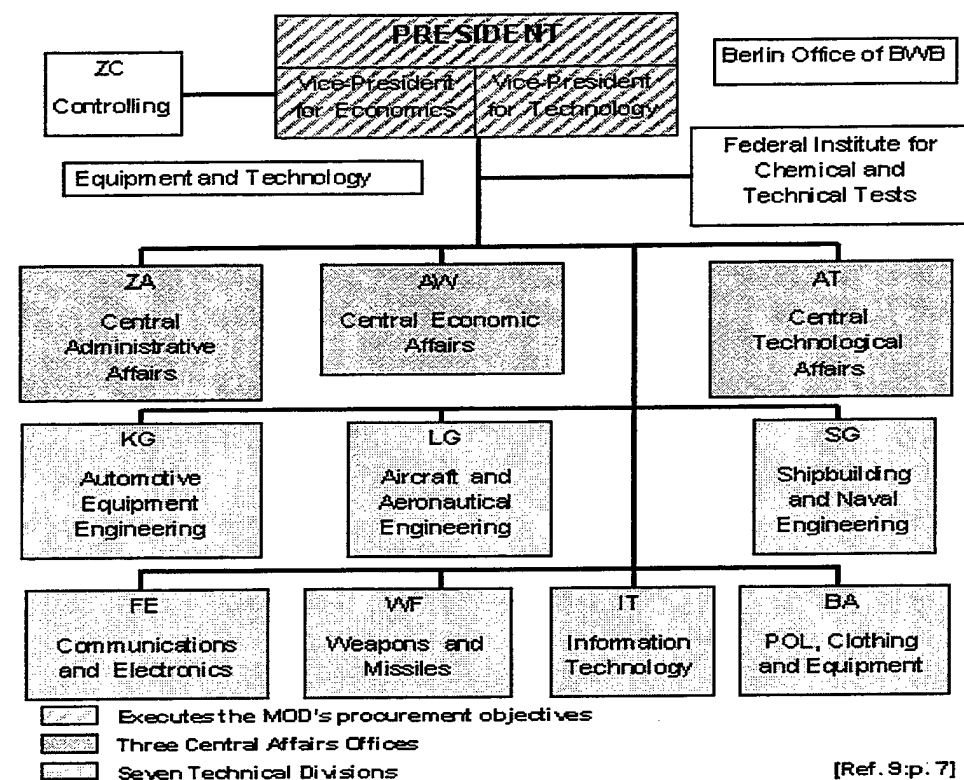 PRESIDENT
Vice-President
for Economics
Vice-President
for Technology
ZC
Controlling
Berlin Office of BWB
Equipment and Technology
Federal Institute for
Chemical and
Technical Tests
ZA
Central
Administrative
Affairs
AW
Central Economic
Affairs
AT
Central
Technological
Affairs
KG
Automotive
Equipment
Engineering
LG
Aircraft and
Aeronautical
Engineering
SG
Shipbuilding
and Naval
Engineering
FE
Communications
and Electronics
WF
Weapons and
Missiles
IT
Information
Technology
BA
POL, Clothing
and Equipment
Executes the MOD's procurement objectives
Three Central Affairs Offices
Seven Technical Divisions
[Ref. 9:p. 7]